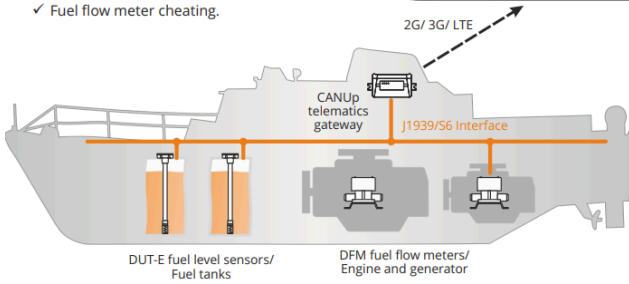 ✓ Fuel flow meter cheating.
2G/ 3G/ LTE
CANUp
telematics
gateway
J1939/S6 Interface
DUT-E fuel level sensors/
Fuel tanks
DFM fuel flow meters/
Engine and generator